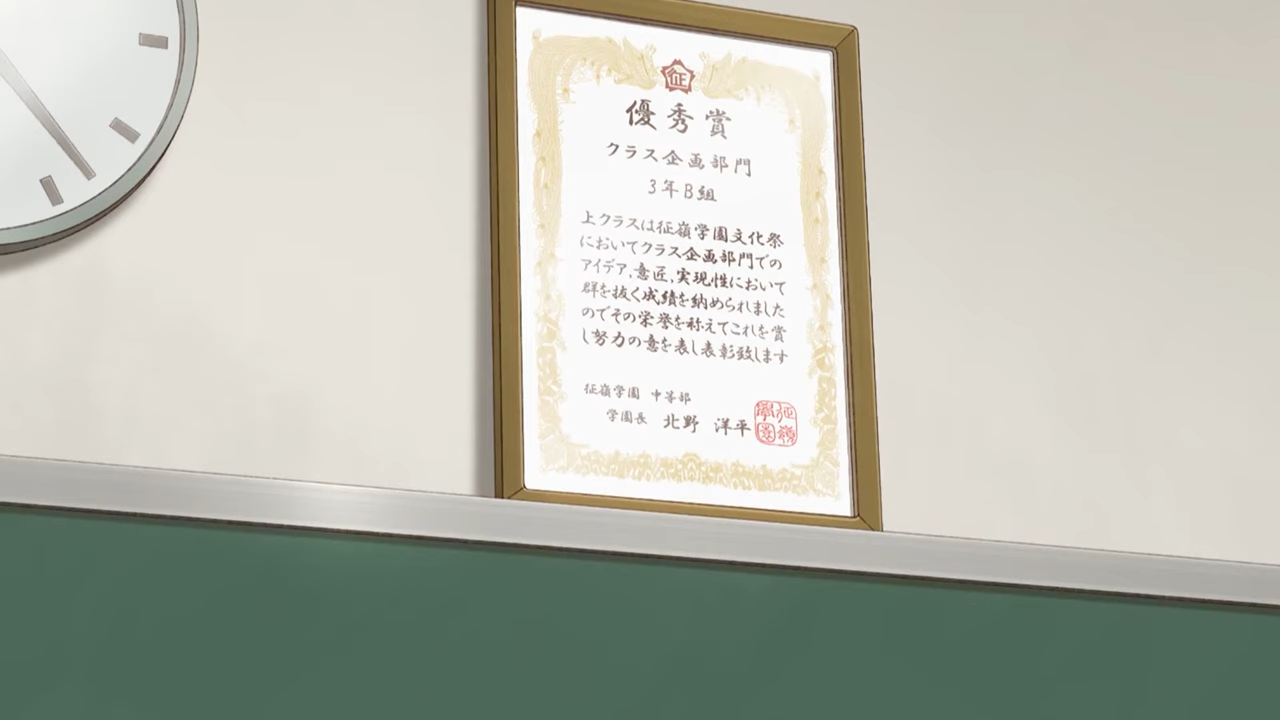 征
優秀賞
クラス企画部門
3年B組
上クラスは征嶺学園文化祭
においてクラス企画部門での
アイデア,意匠,実現性において
群を抜く成績を納められました
のでその栄誉を称えてこれを賞
し努力の意を表し表彰致します
征嶺学園 中等部
学園長 北野 洋平
征嶺學園